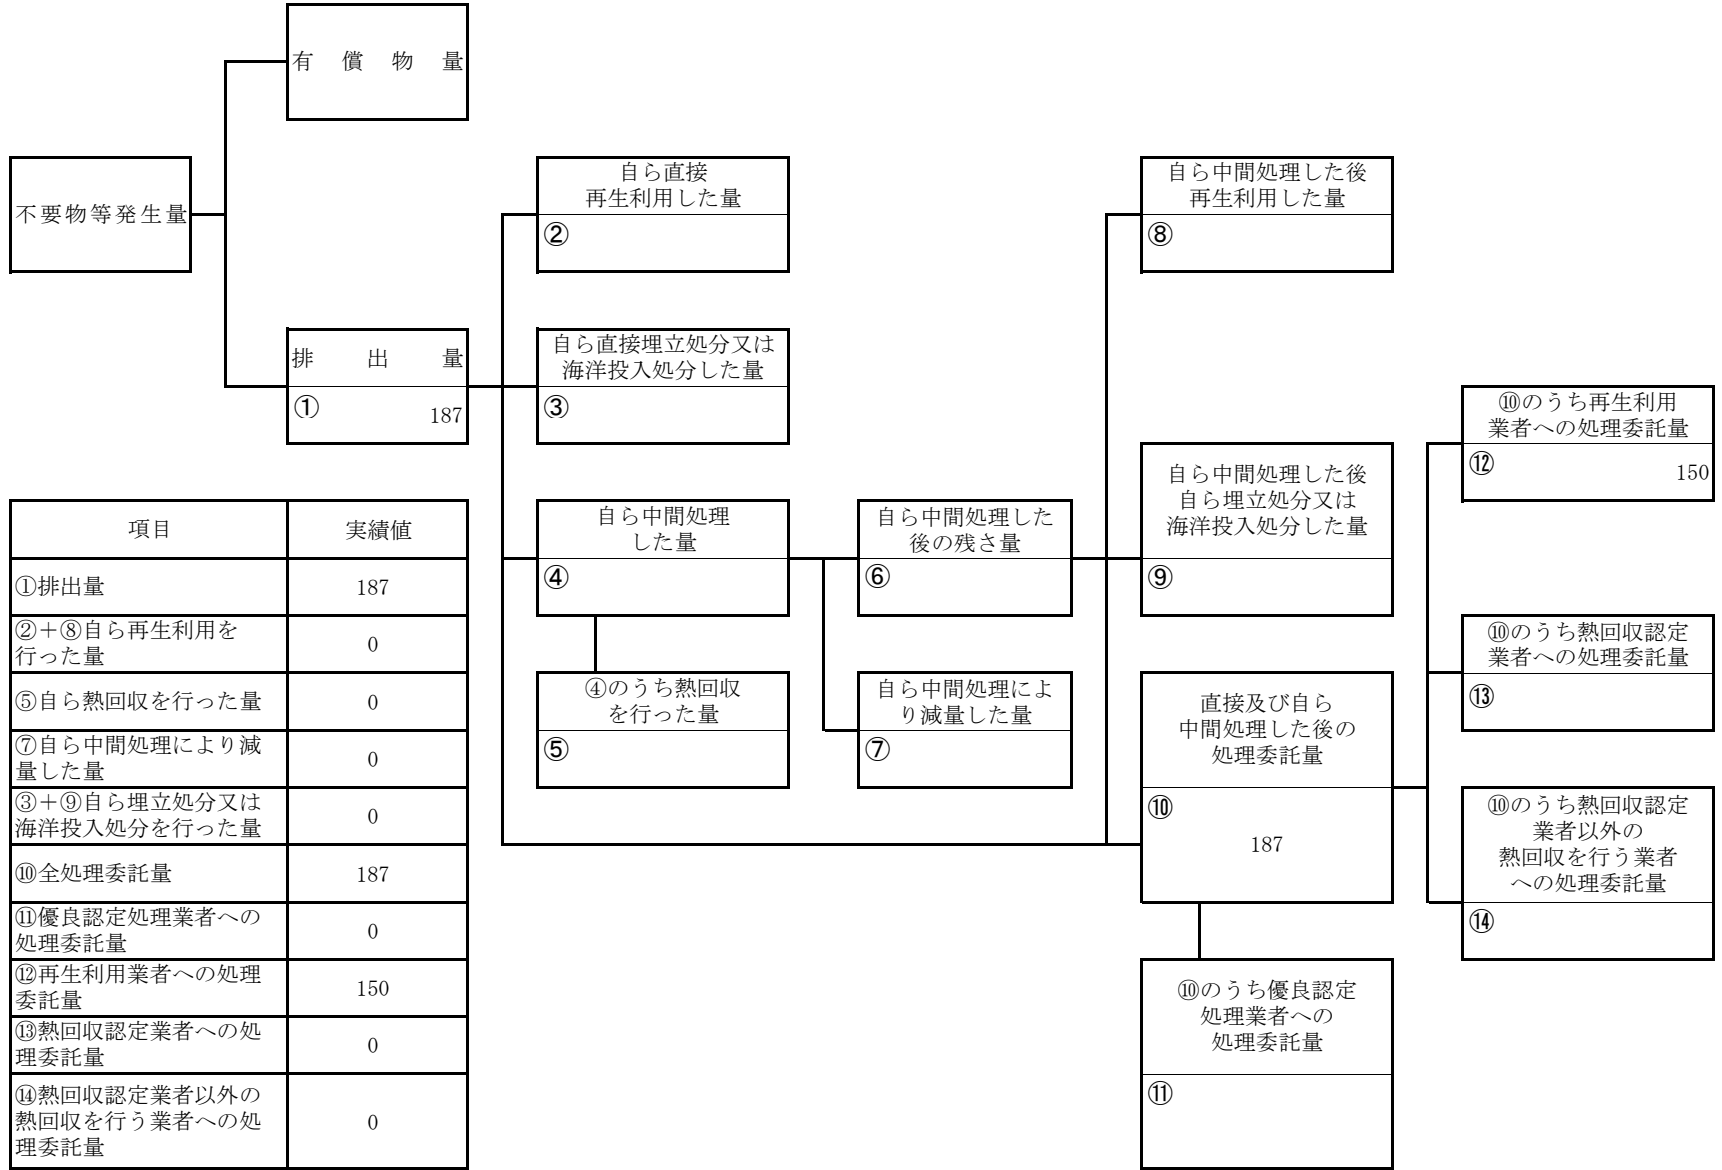 有償物量
不要物等発生量
自ら直接
再生利用した量
②
自ら中間処理した後
再生利用した量
⑧
排出量
①
187
自ら直接埋立処分又は
海洋投入処分した量
③
⑩のうち再生利用
業者への処理委託量
⑫
150
自ら中間処理
した量
④
自ら中間処理した
後の残さ量
⑥
自ら中間処理した後
自ら埋立処分又は
海洋投入処分した量
⑨
⑩のうち熱回収認定
業者への処理委託量
⑬
④のうち熱回収
を行った量
⑤
自ら中間処理によ
り減量した量
⑦
直接及び自ら
中間処理した後の
処理委託量
⑩
187
⑩のうち熱回収認定
業者以外の
熱回収を行う業者
への処理委託量
⑭
⑩のうち優良認定
処理業者への
処理委託量
⑪
項目 実績値
①排出量 187
②+⑧自ら再生利用を
行った量 0
⑤自ら熱回収を行った量 0
⑦自ら中間処理により減
量した量 0
③+⑨自ら埋立処分又は
海洋投入処分を行った量 0
⑩全処理委託量 187
⑪優良認定処理業者への
処理委託量 0
⑫再生利用業者への処理
委託量 150
⑬熱回収認定業者への処
理委託量 0
⑭熱回収認定業者以外の
熱回収を行う業者への処
理委託量 0